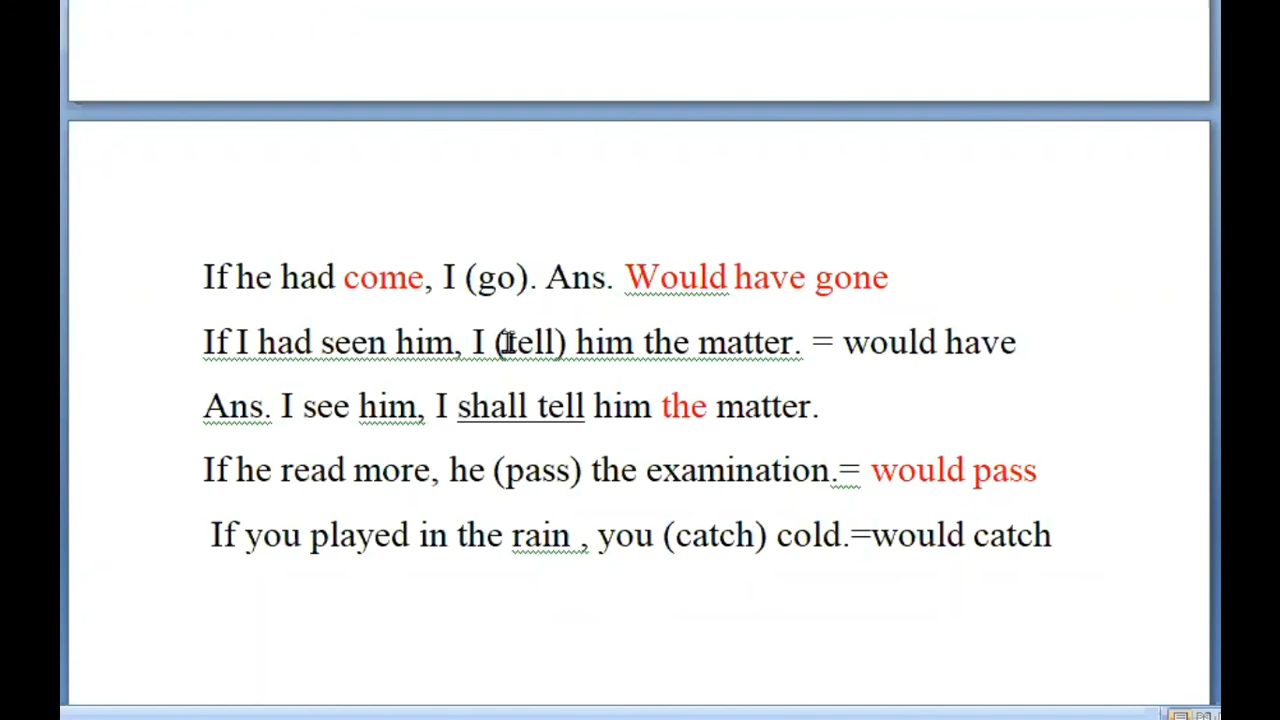 If he had come, I (go). Ans. Would have gone
If I had seen him, I (tell) him the matter. = would have
Ans. I see him, I shall tell him the matter.
If he read more, he (pass) the examination.= would pass
If you played in the rain , you (catch) cold.=would catch